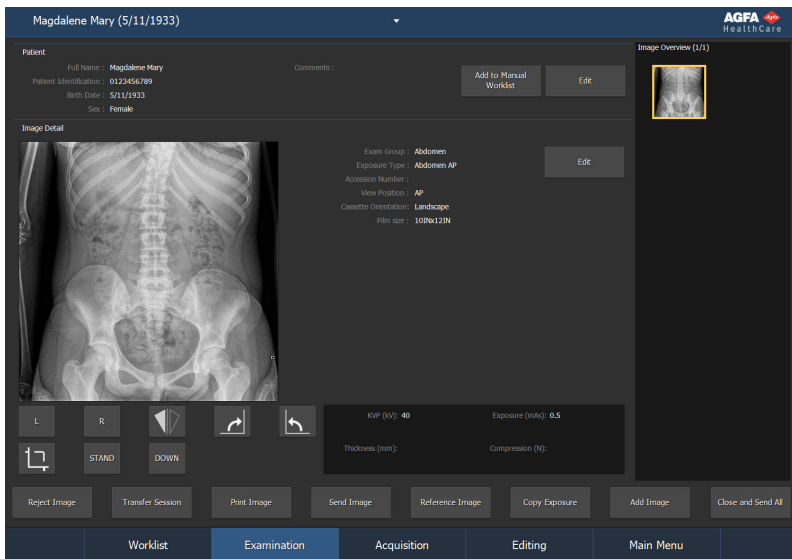 Magdalene Mary (5/11/1933)
AGFA Agfa
HealthCare
Patient
Full Name : Magdalene Mary
Patient Identification : 0123456789
Birth Date : 5/11/1933
Sex : Female
Comments :
Add to Manual
Worklist
Edit
Image Overview (1/1)
Image Detail
Exam Group : Abdomen
Exposure Type : Abdomen AP
Accession Number :
View Position : AP
Cassette Orientation: Landscape
Film size : 10INx12IN
Edit
L
R
STAND
DOWN
KVP (kV): 40
Exposure (mAs): 0.5
Thickness (mm):
Compression (N):
Reject Image
Transfer Session
Print Image
Send Image
Reference Image
Copy Exposure
Add Image
Close and Send All
Worklist
Examination
Acquisition
Editing
Main Menu